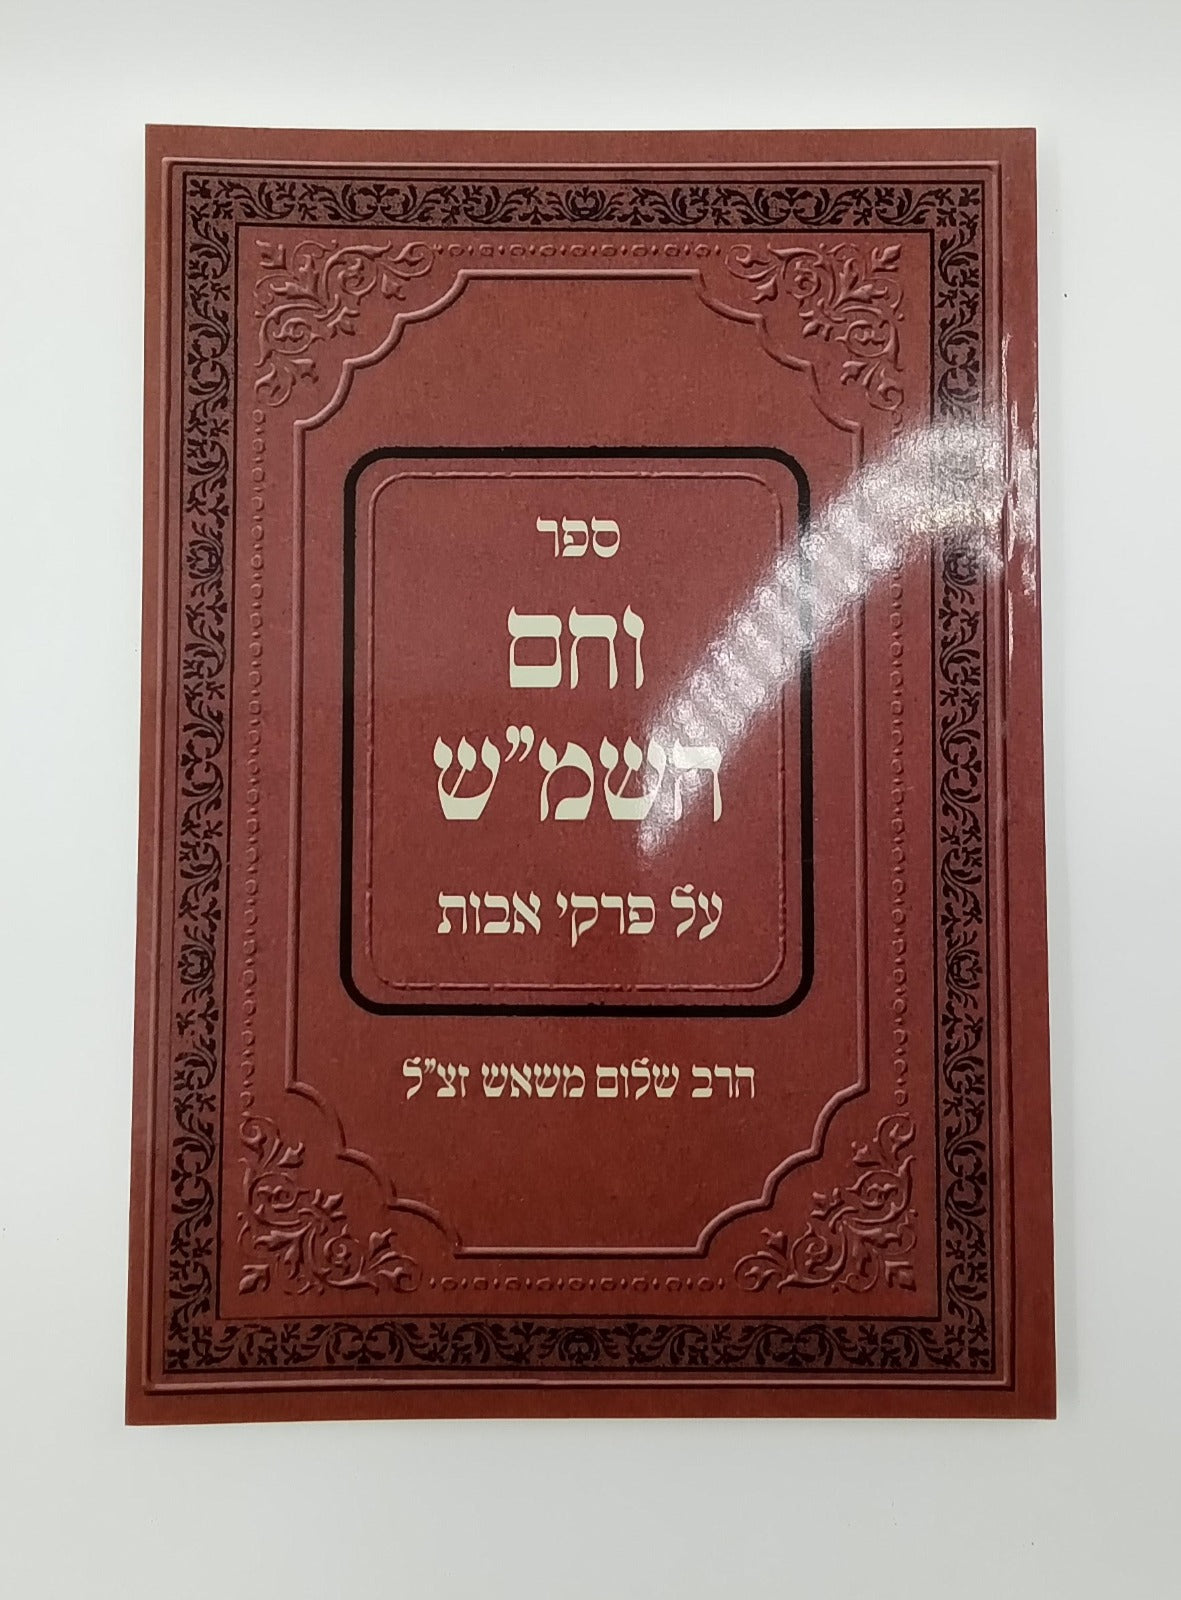 ספר
וחם
השמ"ש
על פרקי אבות
הרב שלום משאש זצ"ל